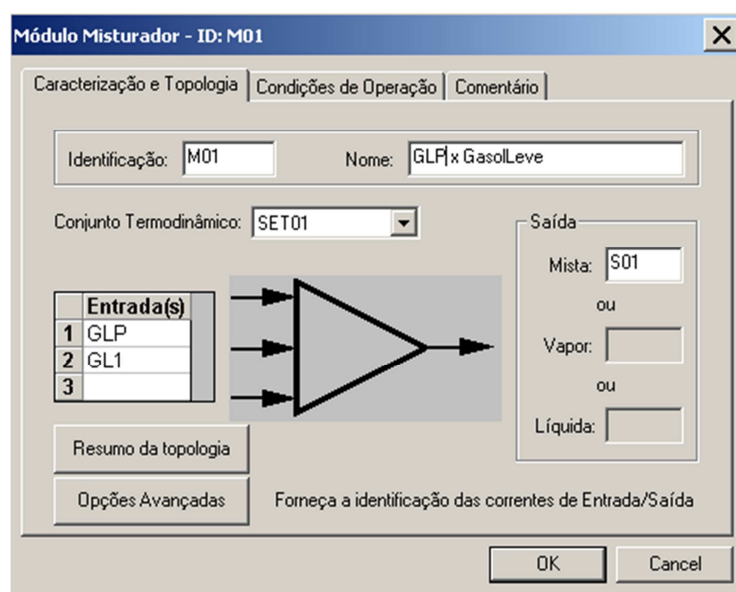 Módulo Misturador - ID: M01
Caracterização e Topologia Condições de Operação Comentário
Identificação: M01 Nome: GLP x GasolLeve
Conjunto Termodinâmico: SET01
Saída
Mista: S01
ou
Vapor:
ou
Líquida:
Entrada(s)
1 GLP
2 GL1
3
Resumo da topologia
Opções Avançadas
Forneça a identificação das correntes de Entrada/Saída
OK Cancel